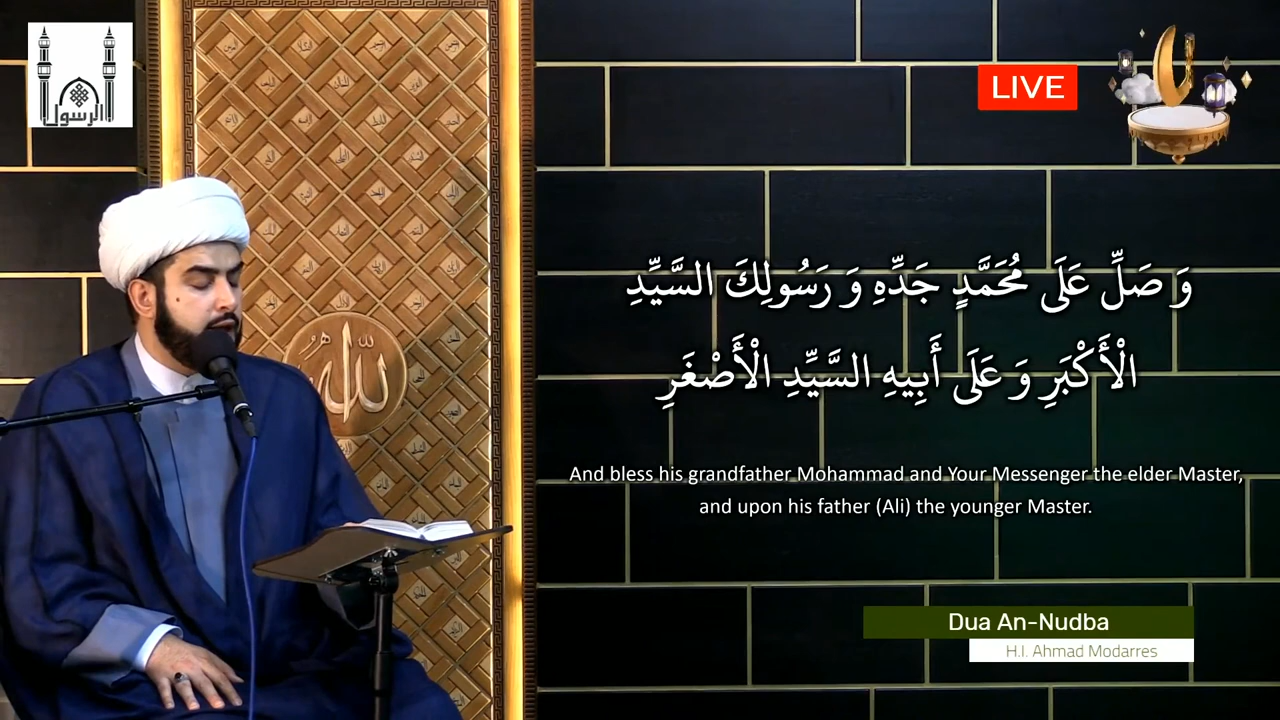 الرسول
LIVE
وَ صَلِّ عَلَى مُحَمَّدٍ جَدِّهِ وَ رَسُولِكَ السَّيِّدِ
الْأَكْبَرِ وَ عَلَى أَبِيهِ السَّيِّدِ الْأَصْغَرِ
And bless his grandfather Mohammad and Your Messenger the elder Master,
and upon his father (Ali) the younger Master.
Dua An-Nudba
H.I. Ahmad Modarres
الله